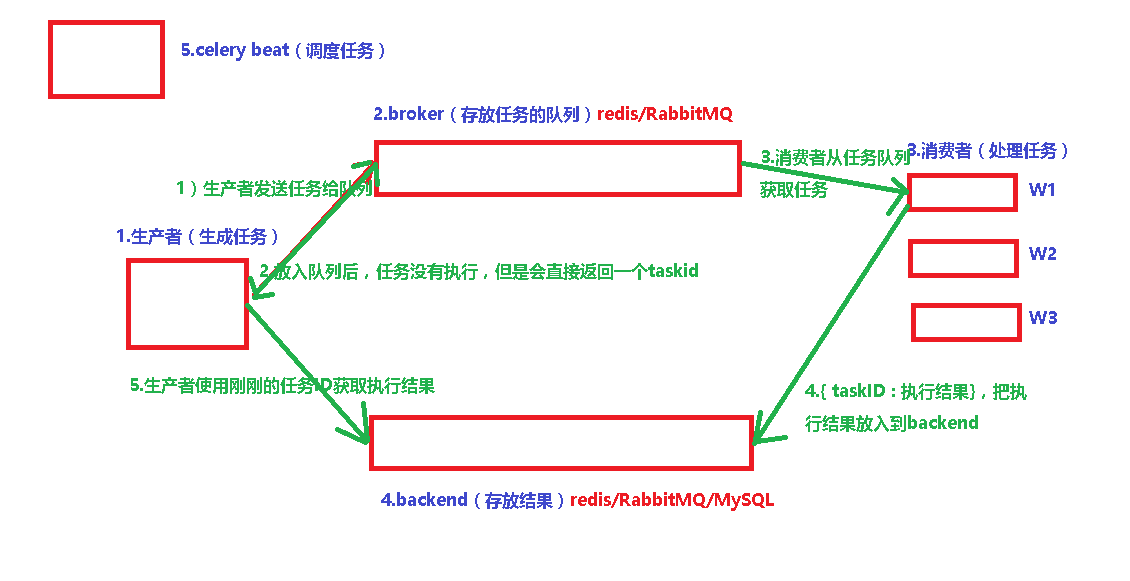 5.celery beat（调度任务）
2.broker（存放任务的队列）redis/RabbitMQ
3.消费者从任务队列
获取任务
3.消费者（处理任务）
W1
1）生产者发送任务给队列
1.生产者（生成任务）
W2
2.放入队列后，任务没有执行，但是会直接返回一个taskid
W3
5.生产者使用刚刚的任务ID获取执行结果
4.{ taskID：执行结果}，把执
行结果放入到backend
4.backend（存放结果）redis/RabbitMQ/MySQL